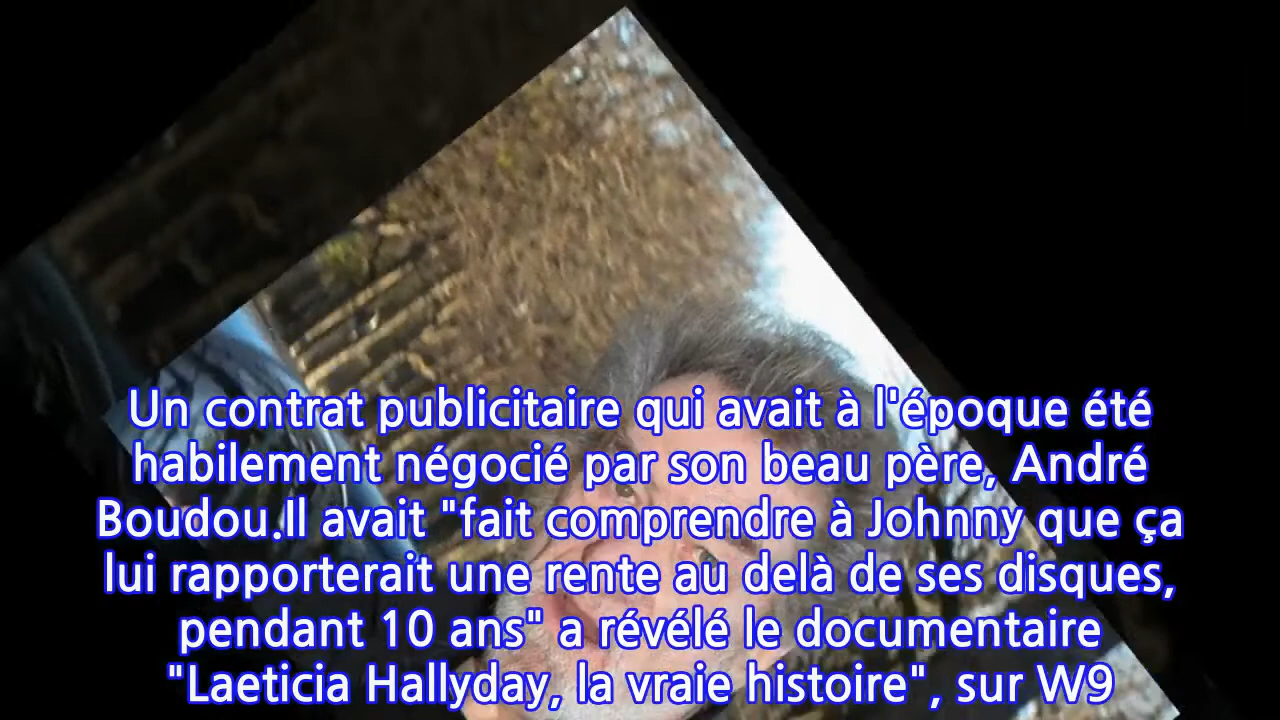 Un contrat publicitaire qui avait à l'époque été
habilement négocié par son beau père, André
Boudou.Il avait "fait comprendre à Johnny que ça
lui rapporterait une rente au delà de ses disques,
pendant 10 ans" a révélé le documentaire
"Laeticia Hallyday, la vraie histoire", sur W9